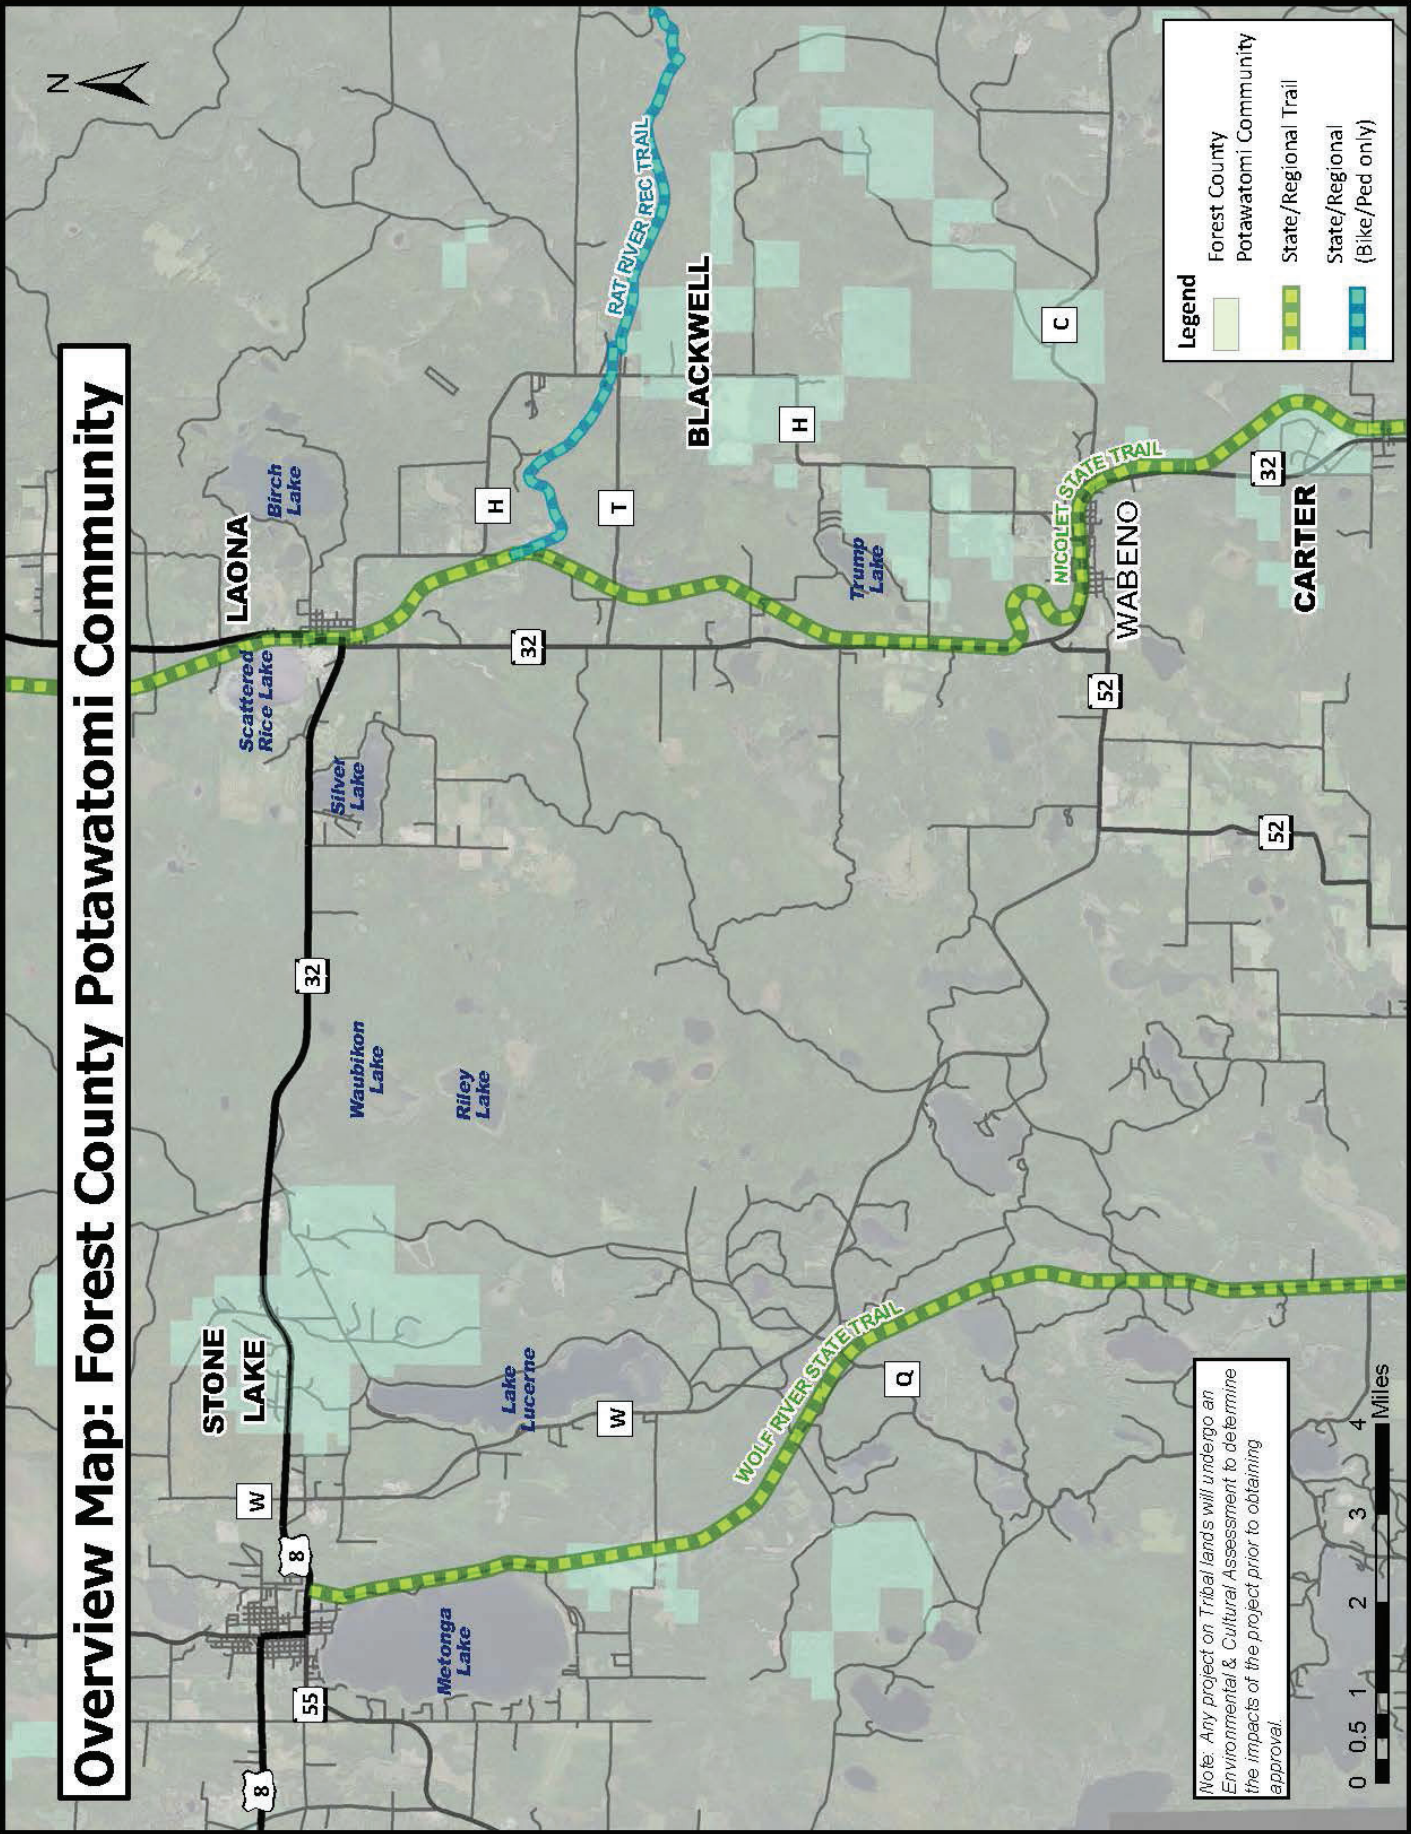 Overview Map: Forest County Potawatomi Community
N
8
55
8
W
STONE
LAKE
32
LAONA
Scattered
Rice Lake
Birch
Lake
Silver
Lake
Waubikon
Lake
Riley
Lake
Metonga
Lake
Lake
Lucerne
W
32
H
T
RAT RIVER REC TRAIL
BLACKWELL
H
Trump
Lake
WOLF RIVER STATE TRAIL
Q
C
NICOLET STATE TRAIL
WABENO
52
52
32
CARTER
Legend
Forest County
Potawatomi Community
State/Regional Trail
State/Regional
(Bike/Ped only)
Note: Any project on Tribal lands will undergo an
Environmental & Cultural Assessment to determine
the impacts of the project prior to obtaining
approval.
0 0.5 1 2 3 4
Miles